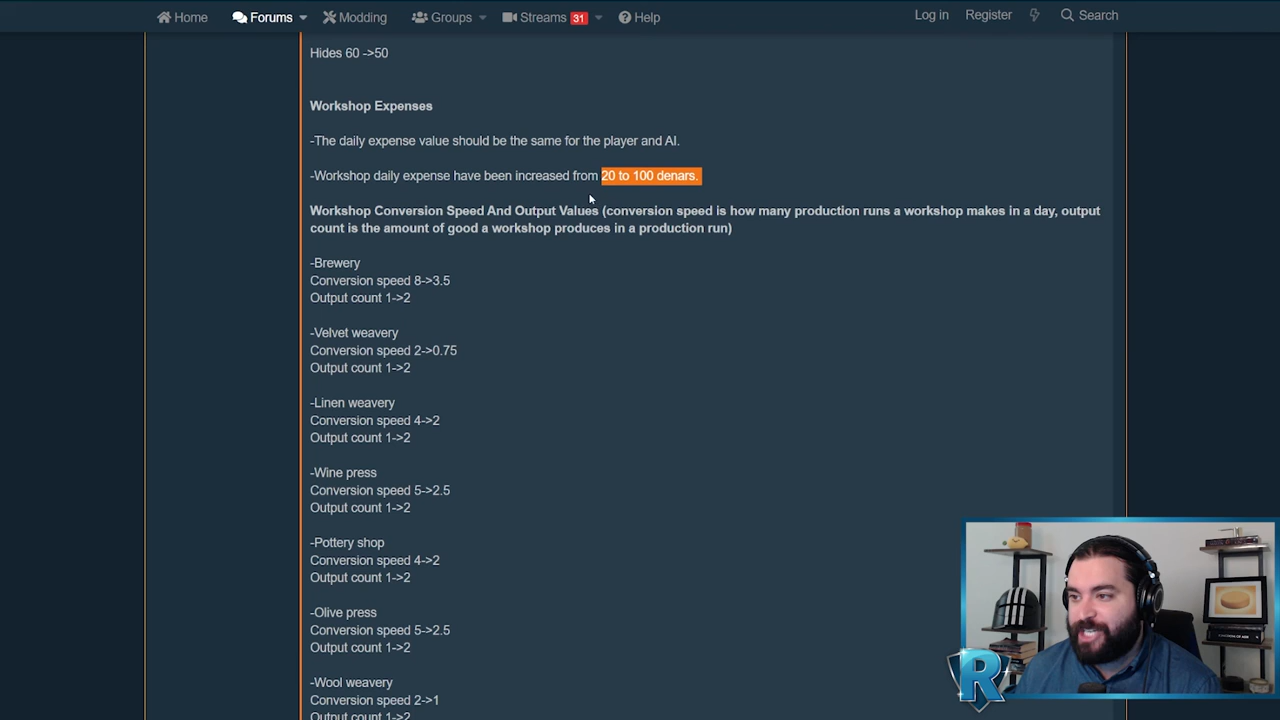 Home
Forums
Modding
Groups
Streams 31
Help
Log in
Register
Search
Hides 60 ->50
Workshop Expenses
-The daily expense value should be the same for the player and AI.
-Workshop daily expense have been increased from 20 to 100 denars.
Workshop Conversion Speed And Output Values (conversion speed is how many production runs a workshop makes in a day, output
count is the amount of good a workshop produces in a production run)
-Brewery
Conversion speed 8->3.5
Output count 1->2
-Velvet weavery
Conversion speed 2->0.75
Output count 1->2
-Linen weavery
Conversion speed 4->2
Output count 1->2
-Wine press
Conversion speed 5->2.5
Output count 1->2
-Pottery shop
Conversion speed 4->2
Output count 1->2
-Olive press
Conversion speed 5->2.5
Output count 1->2
-Wool weavery
Conversion speed 2->1
Output count 1->2
R